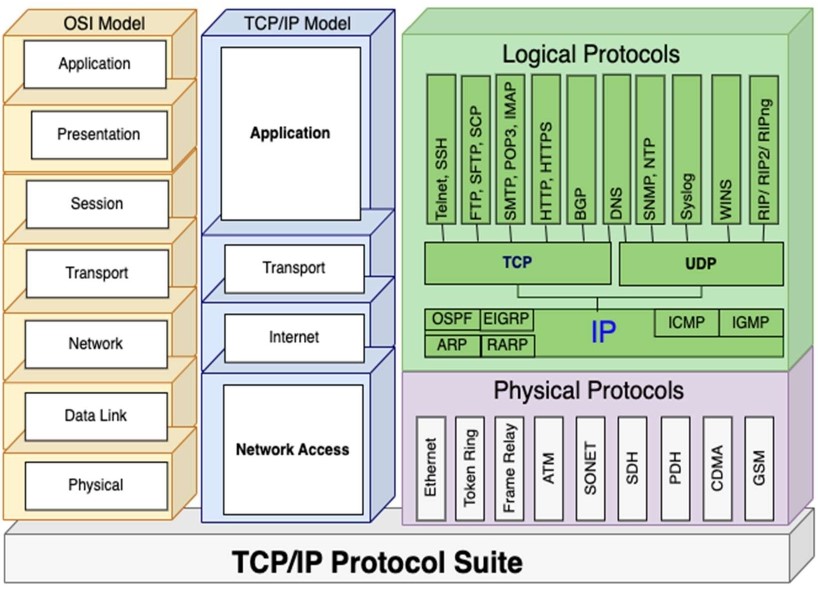 OSI Model
Application
Presentation
Session
Transport
Network
Data Link
Physical
TCP/IP Model
Application
Transport
Internet
Network Access
Logical Protocols
Telnet, SSH
FTP, SFTP, SCP
SMTP, POP3, IMAP
HTTP, HTTPS
BGP
DNS
SNMP, NTP
Syslog
WINS
RIP/ RIP2/ RIPng
TCP
UDP
OSPF
EIGRP
ARP
RARP
IP
ICMP
IGMP
Physical Protocols
Ethernet
Token Ring
Frame Relay
ATM
SONET
SDH
PDH
CDMA
GSM
TCP/IP Protocol Suite